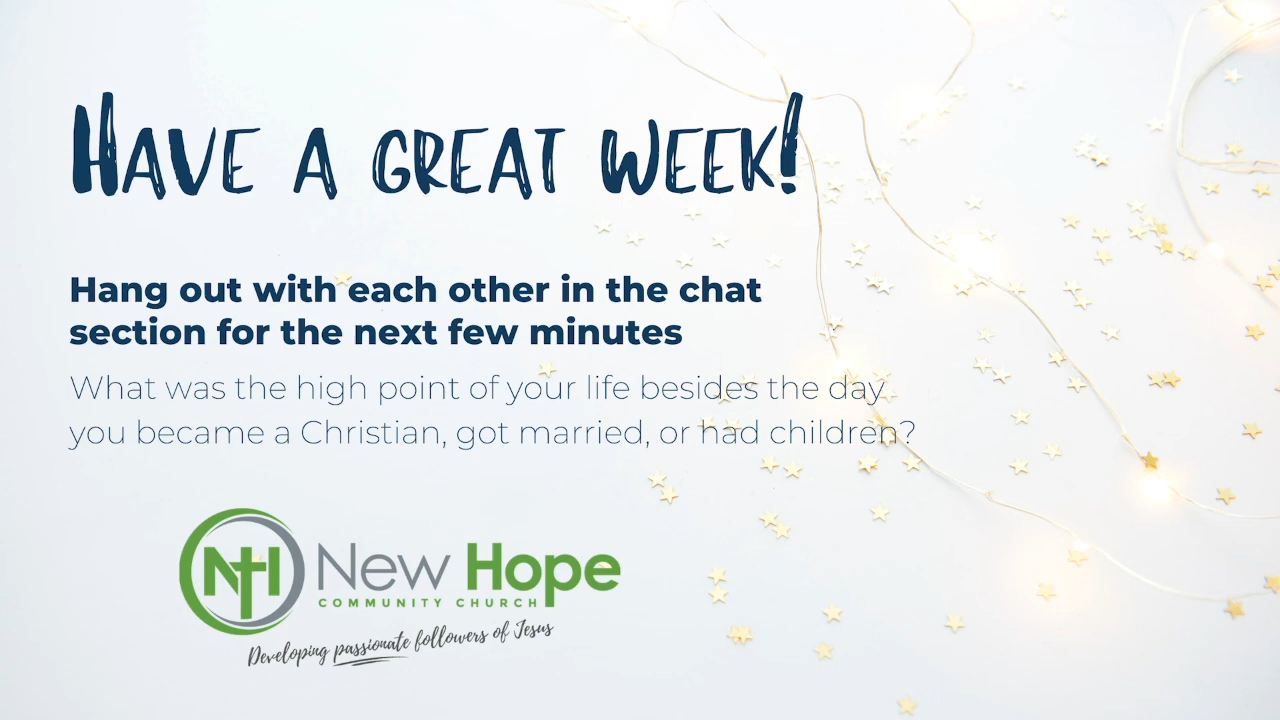 HAVE A GREAT WEEK!
Hang out with each other in the chat
section for the next few minutes
What was the high point of your life besides the day
you became a Christian, got married, or had children?
NH New Hope
COMMUNITY CHURCH
Developing passionate followers of Jesus